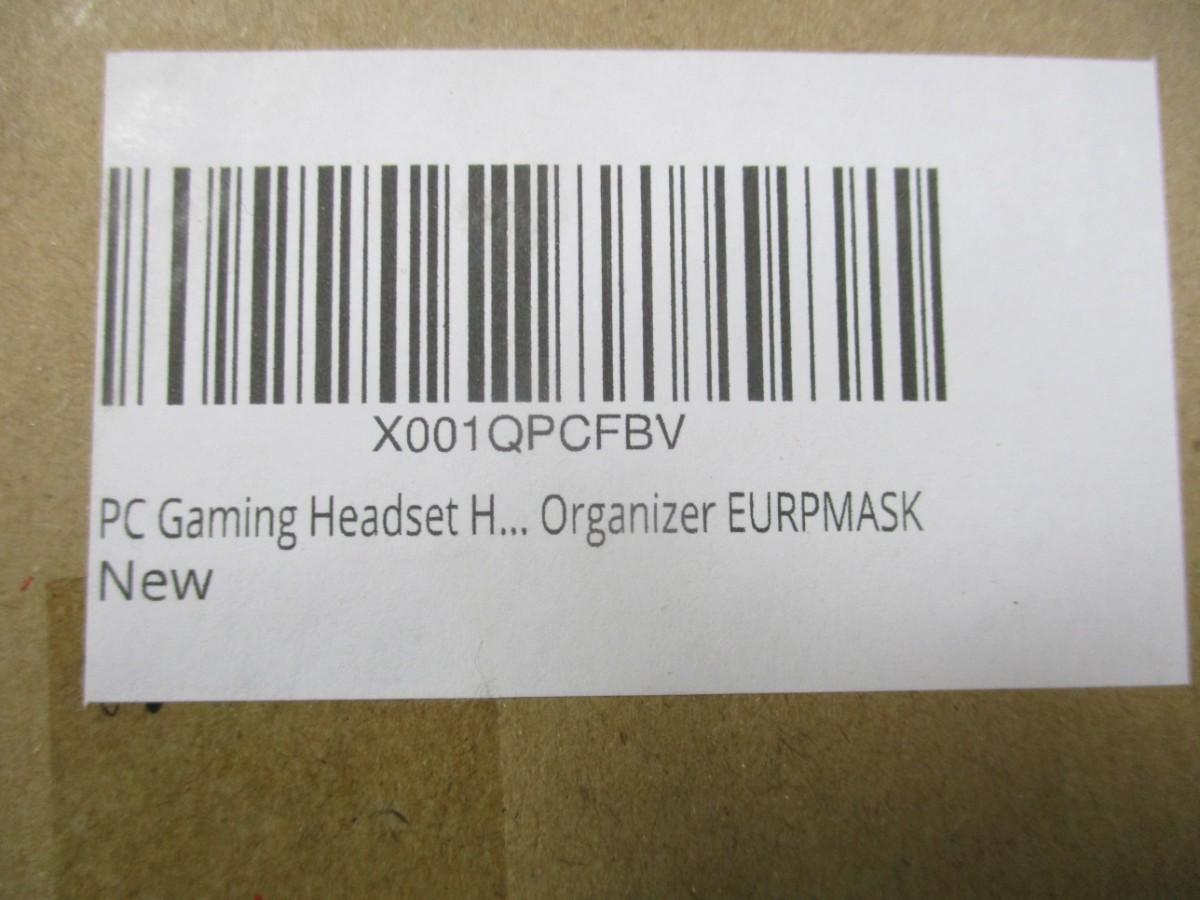 X001QPCFBV
PC Gaming Headset H... Organizer EURPMASK
New